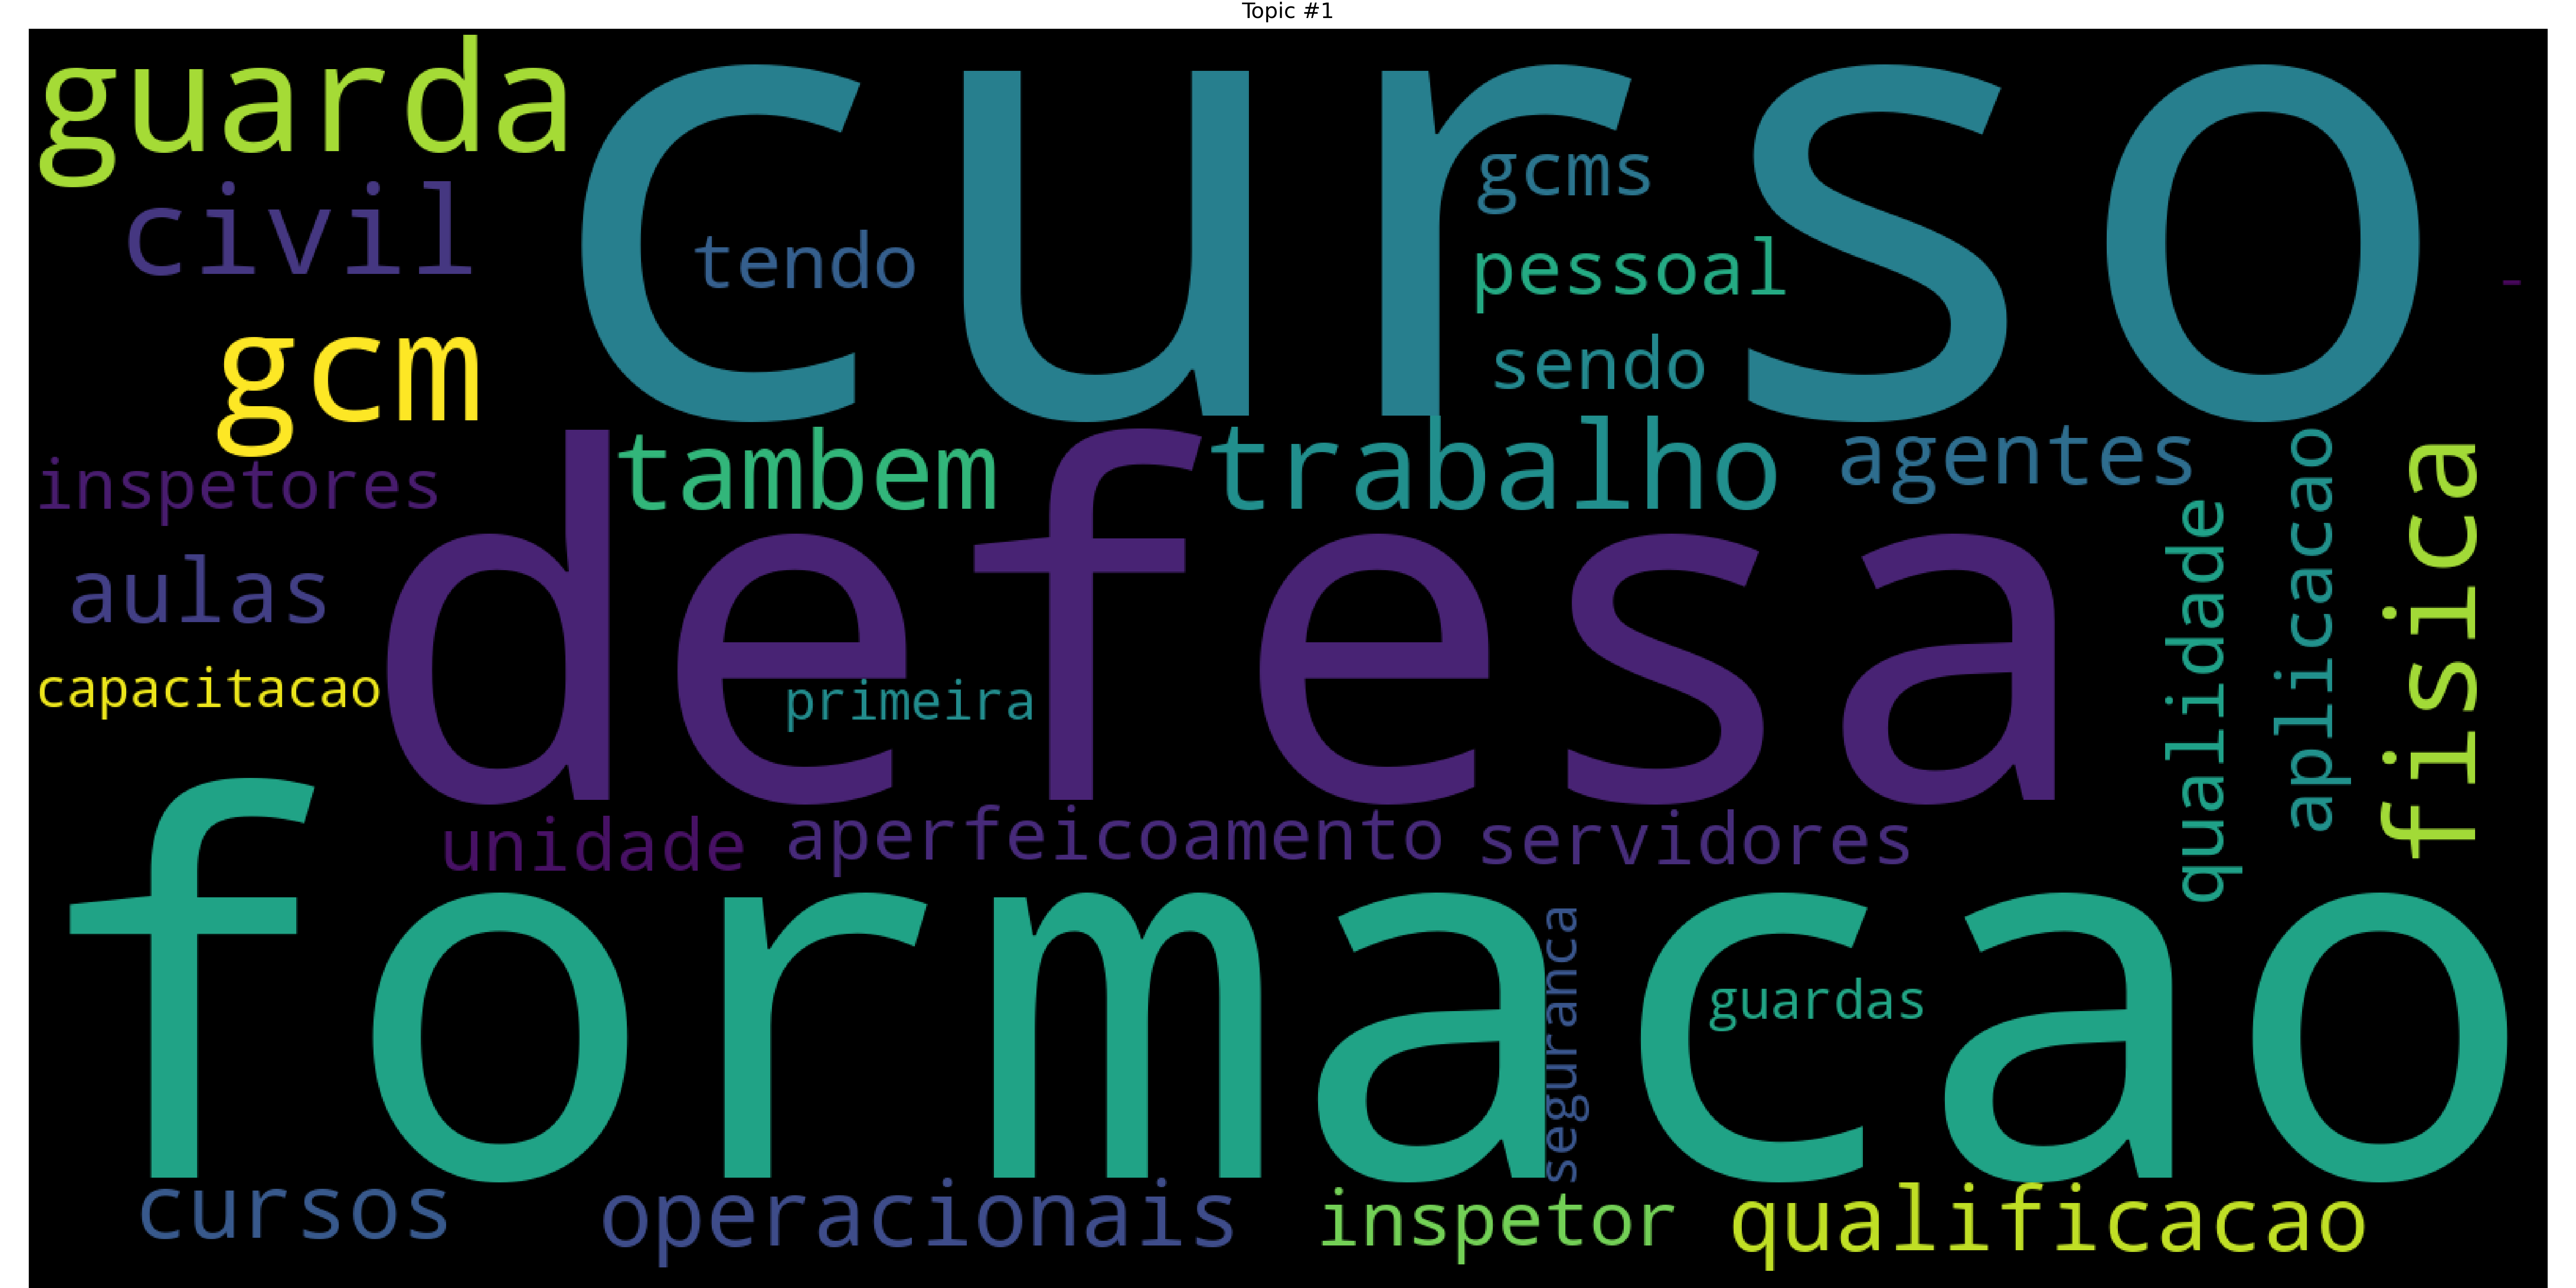 Topic #1
guarda
curso
civil
gcms
tendo
pessoal
-
gcm
sendo
tambem
trabalho
agentes
inspetores
defesa
aulas
capacitacao
primeira
qualidade
aplicacao
fisica
unidade
aperfeicoamento
servidores
formacao
seguranca
guardas
cursos
operacionais
inspetor
qualificacao